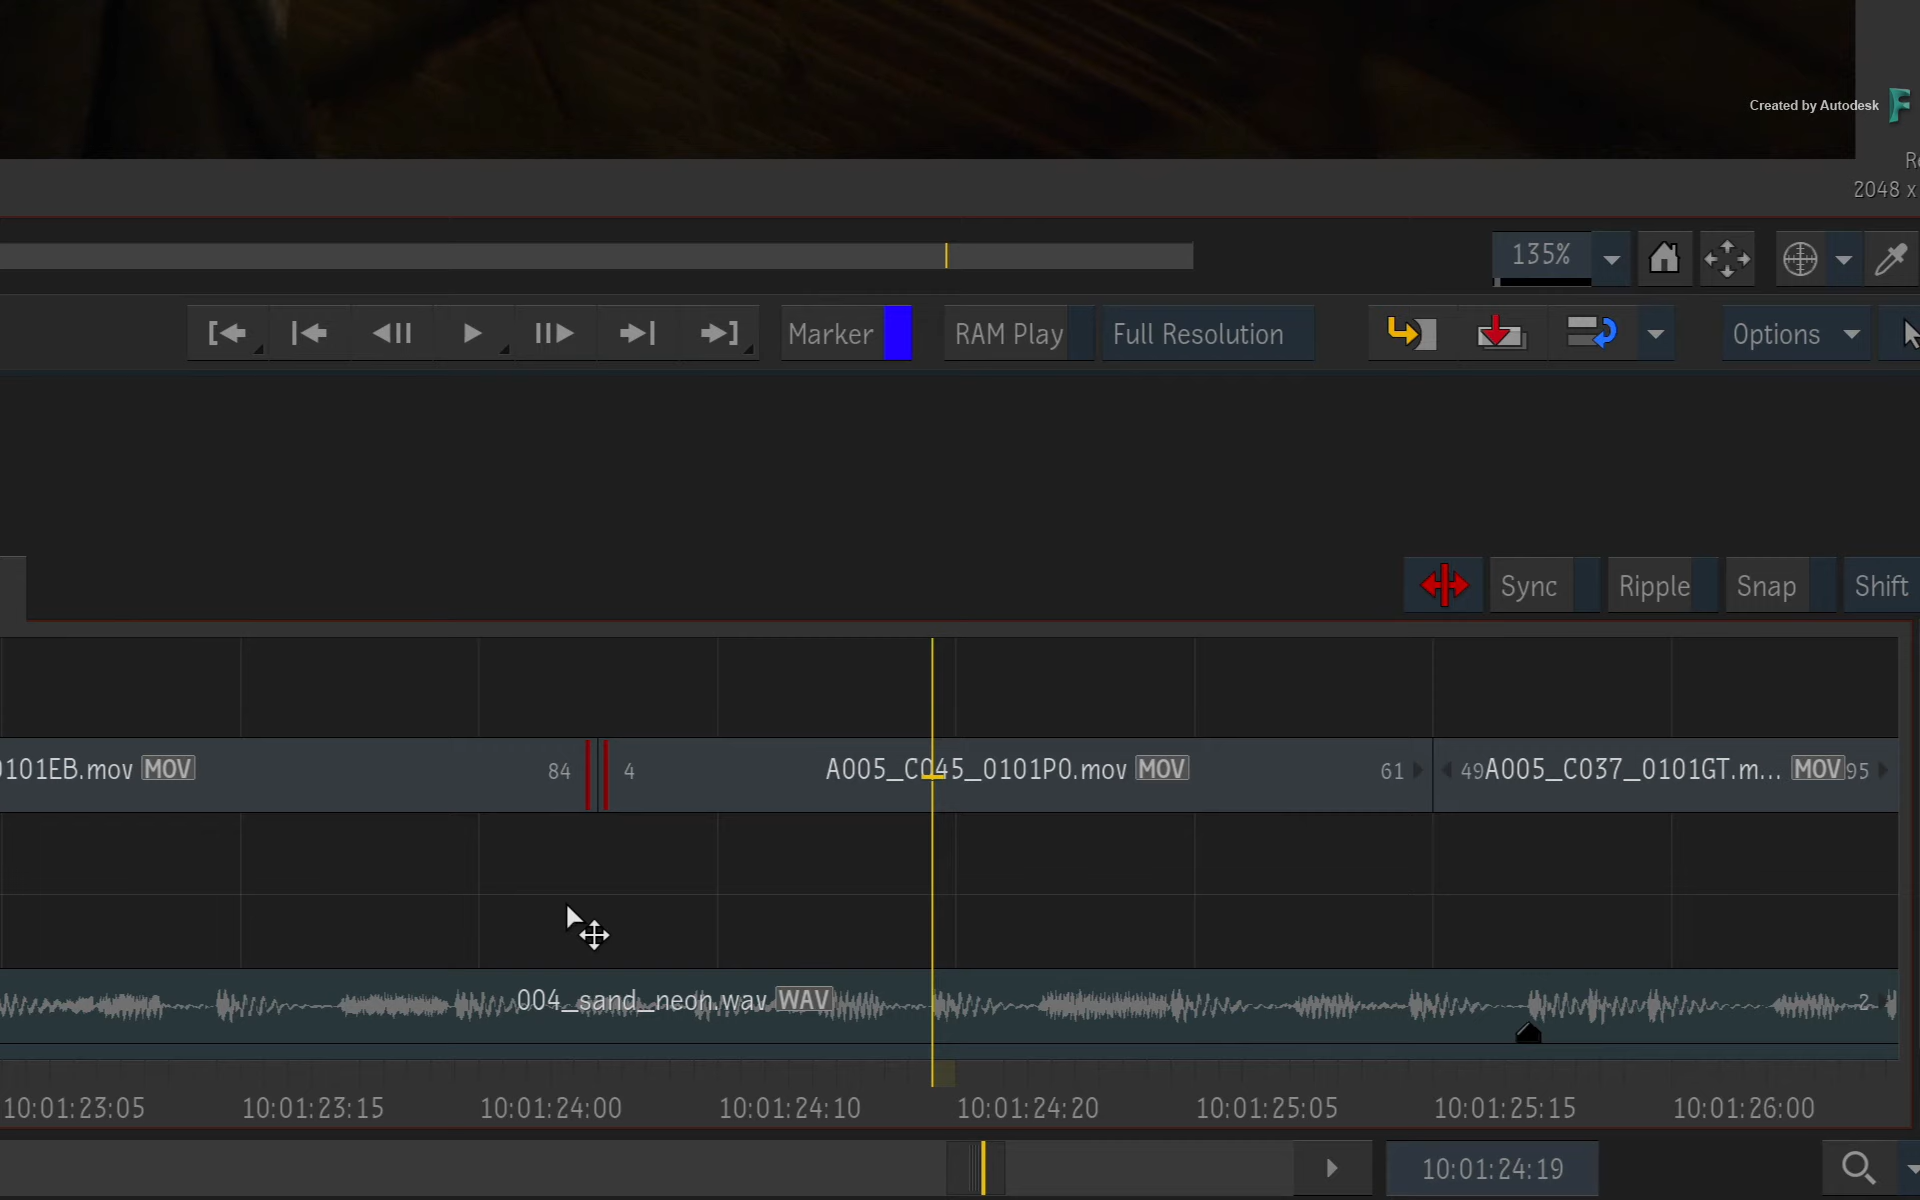 Created by Autodesk
2048 x
135%
Marker
RAM Play
Full Resolution
Options
Sync
Ripple
Snap
Shift
0101EB.mov MOV
84
4
A005_C045_0101P0.mov MOV
61
49 A005_C037_0101GT.m... MOV 95
004_sand_neon.wav WAV
2
10:01:23:05
10:01:23:15
10:01:24:00
10:01:24:10
10:01:24:20
10:01:25:05
10:01:25:15
10:01:26:00
10:01:24:19